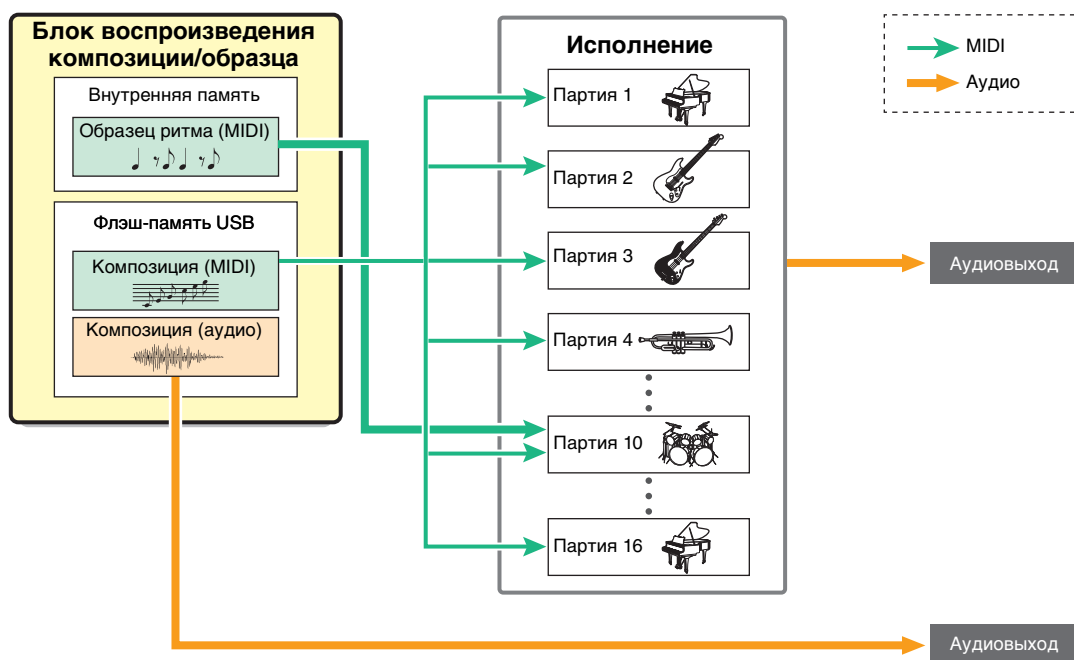 Блок воспроизведения
композиции/образца
Внутренняя память
Образец ритма (MIDI)
Флэш-память USB
Композиция (MIDI)
Композиция (аудио)
Исполнение
Партия 1
Партия 2
Партия 3
Партия 4
Партия 10
Партия 16
MIDI
Аудио
Аудиовыход
Аудиовыход